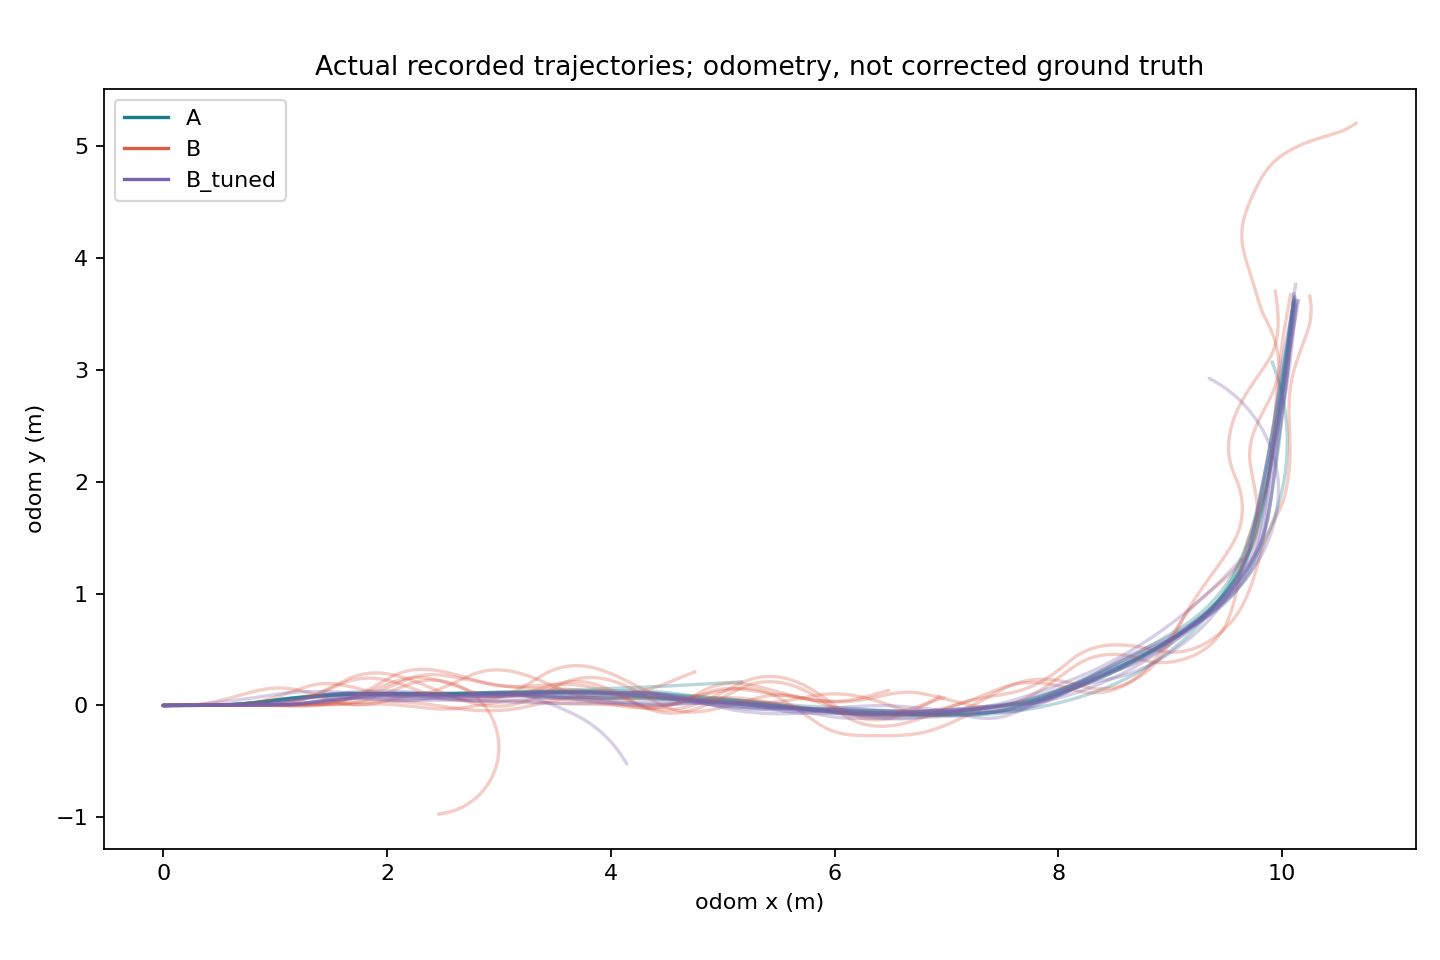 Actual recorded trajectories; odometry, not corrected ground truth
A
B
B_tuned
5
4
3
2
1
0
−1
odom y (m)
0 2 4 6 8 10
odom x (m)